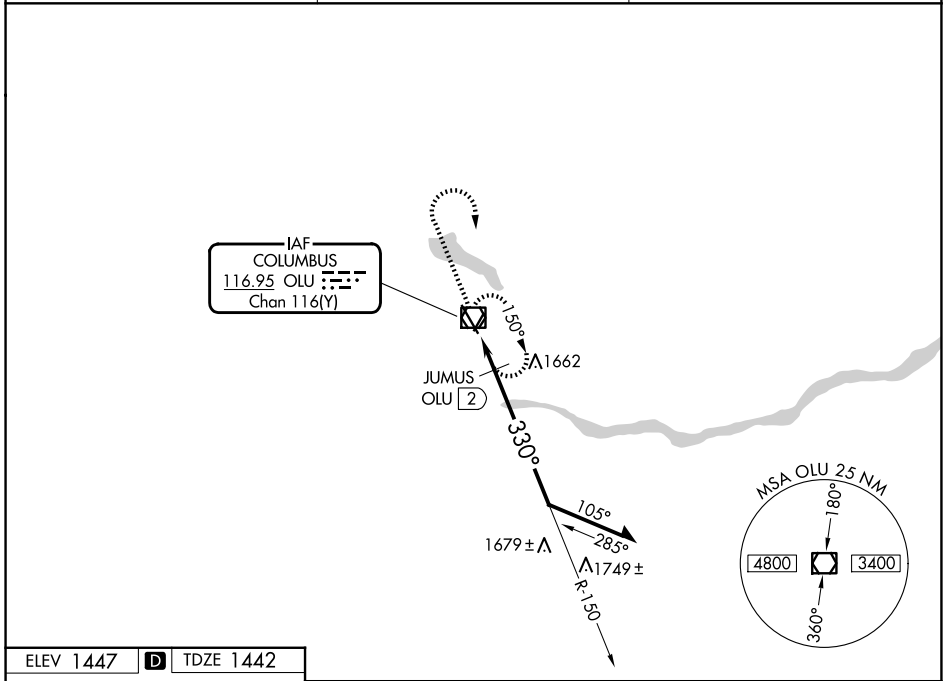 IAF
COLUMBUS
116.95 OLU
Chan 116(Y)
150°
1662
JUMUS
OLU 2
330°
105°
285°
1679 ±
1749 ±
R-150
MSA OLU 25 NM
180°
4800
3400
360°
ELEV 1447 D TDZE 1442